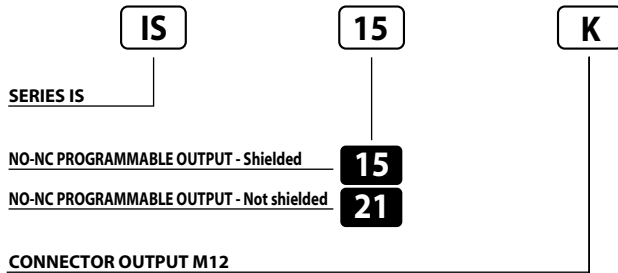 IS 15 K
SERIES IS
NO-NC PROGRAMMABLE OUTPUT - Shielded 15
NO-NC PROGRAMMABLE OUTPUT - Not shielded 21
CONNECTOR OUTPUT M12